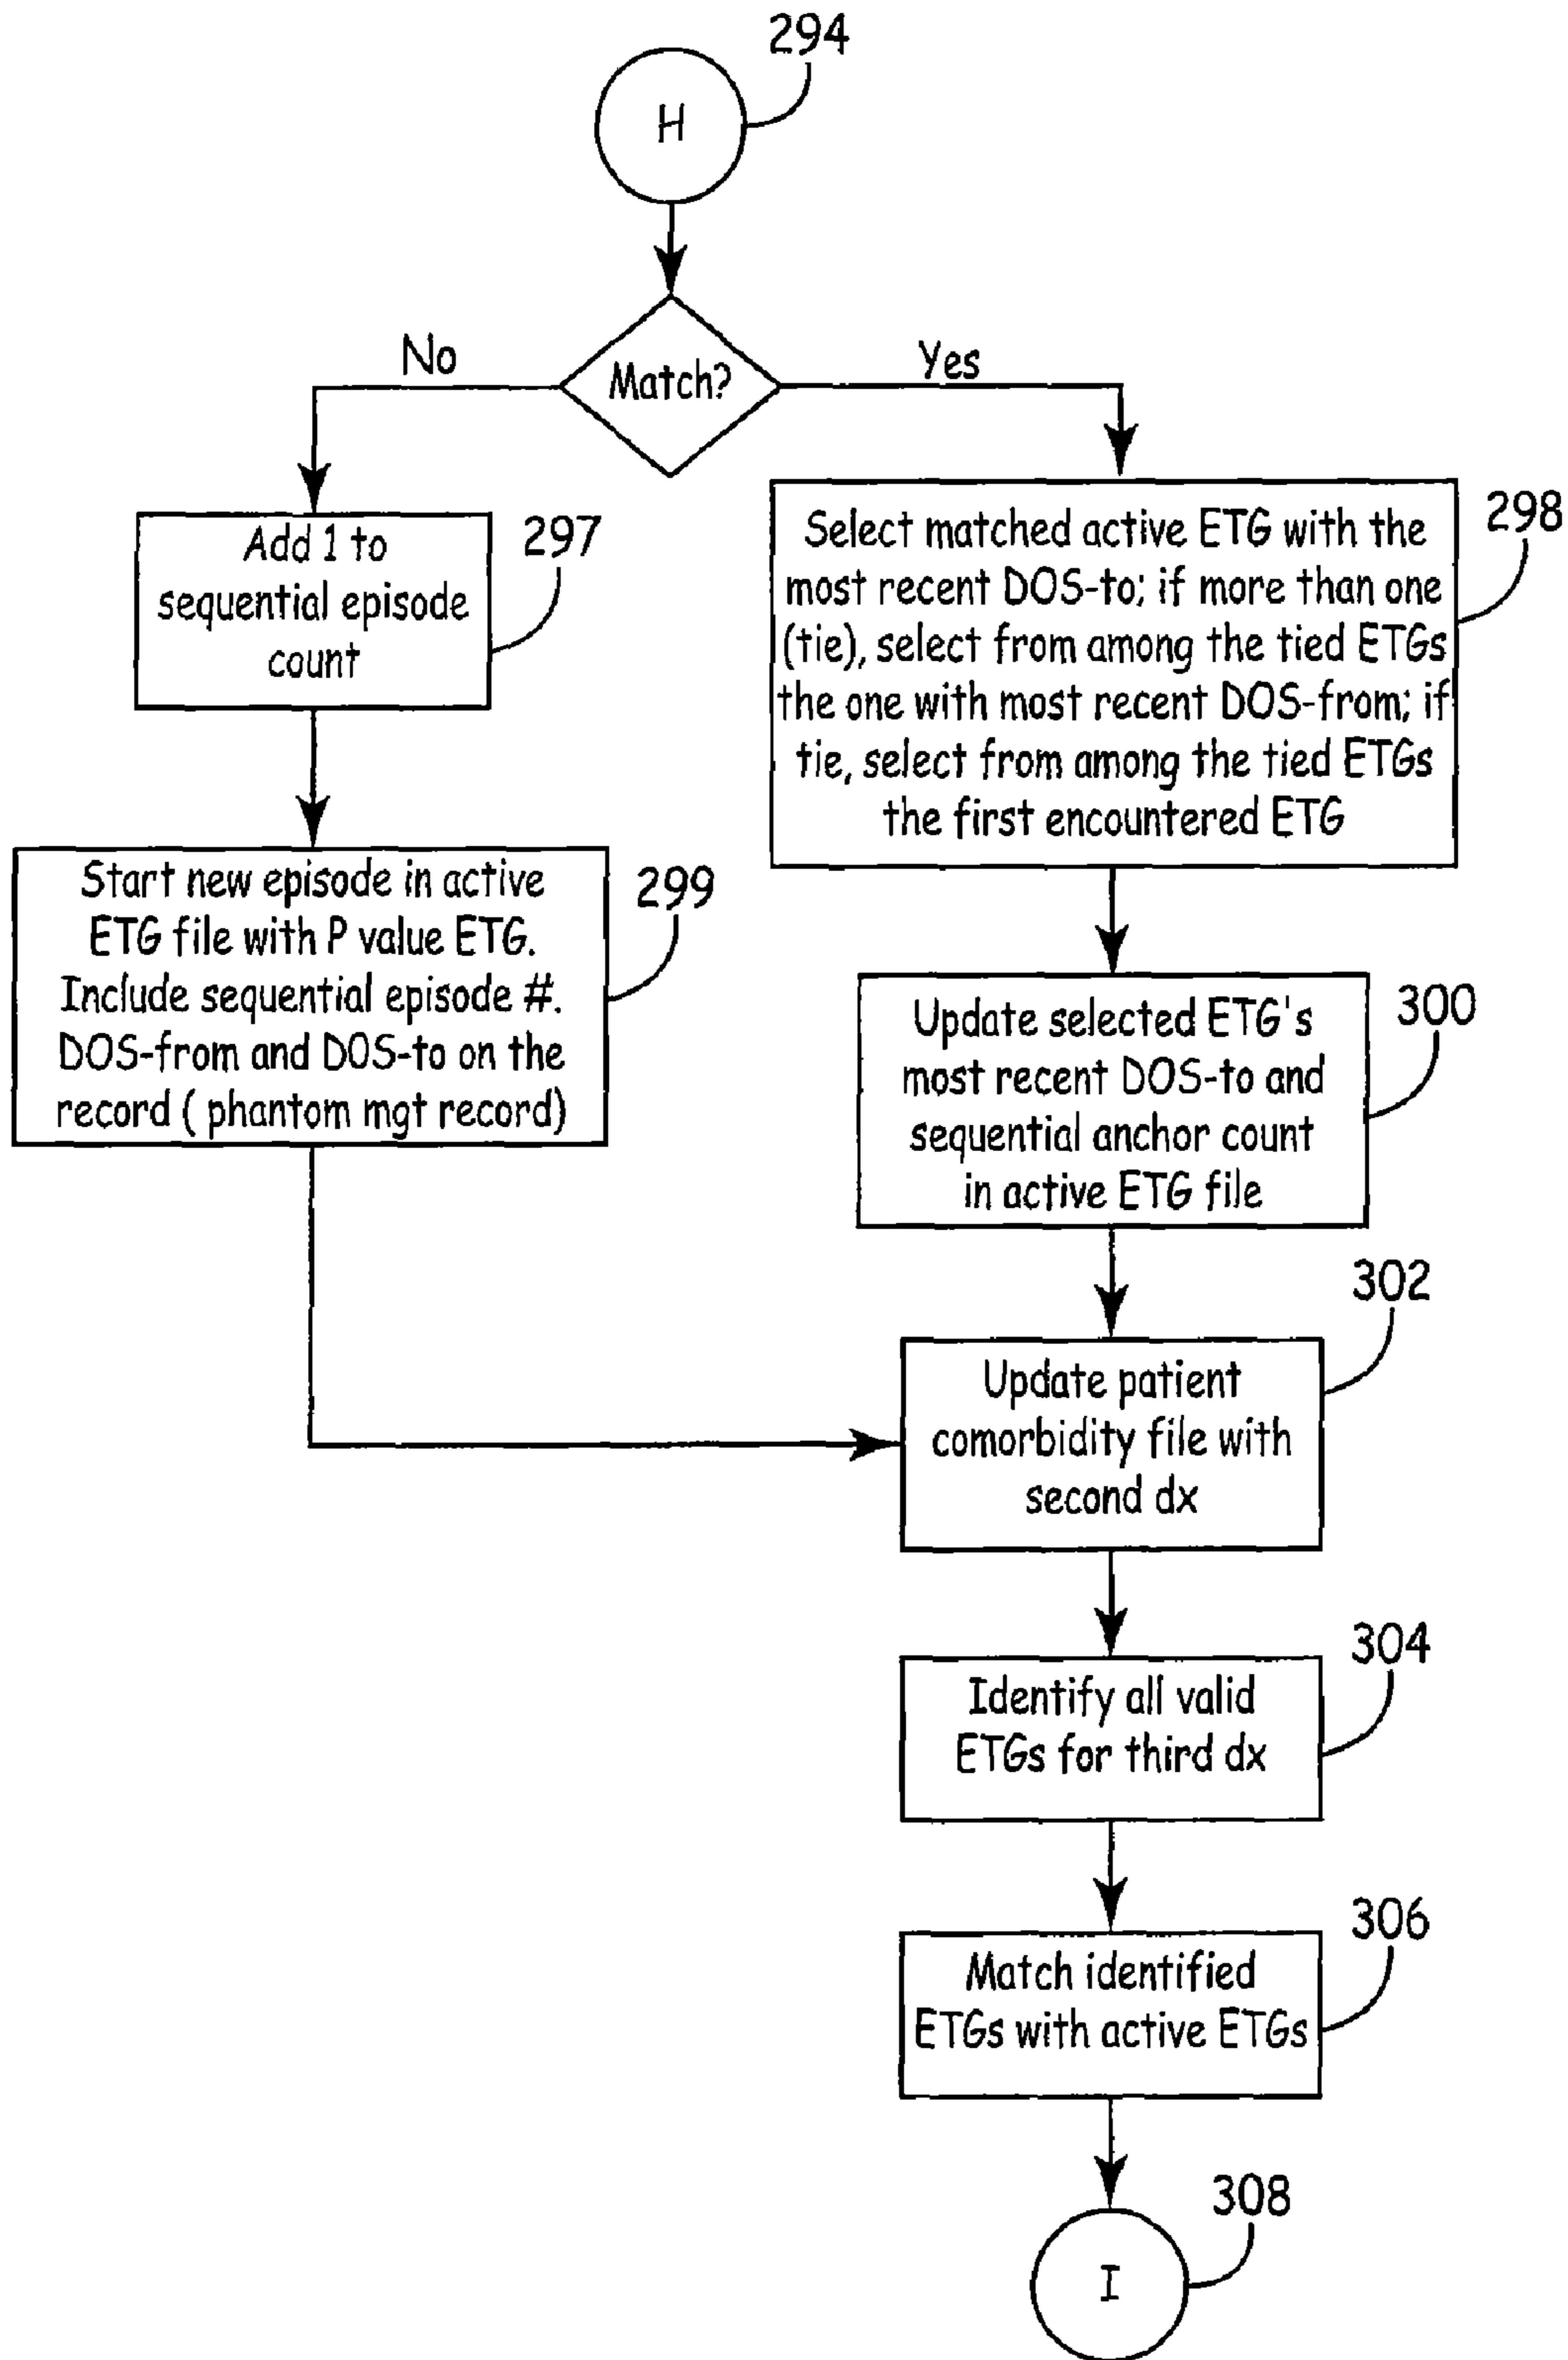 294
H
Match?
No
Yes
297
Add 1 to
sequential episode
count
298
Select matched active ETG with the
most recent DOS-to; if more than one
(tie), select from among the tied ETGs
the one with most recent DOS-from; if
tie, select from among the tied ETGs
the first encountered ETG
299
Start new episode in active
ETG file with P value ETG.
Include sequential episode #.
DOS-from and DOS-to on the
record ( phantom mgt record)
300
Update selected ETG's
most recent DOS-to and
sequential anchor count
in active ETG file
302
Update patient
comorbidity file with
second dx
304
Identify all valid
ETGs for third dx
306
Match identified
ETGs with active ETGs
308
I